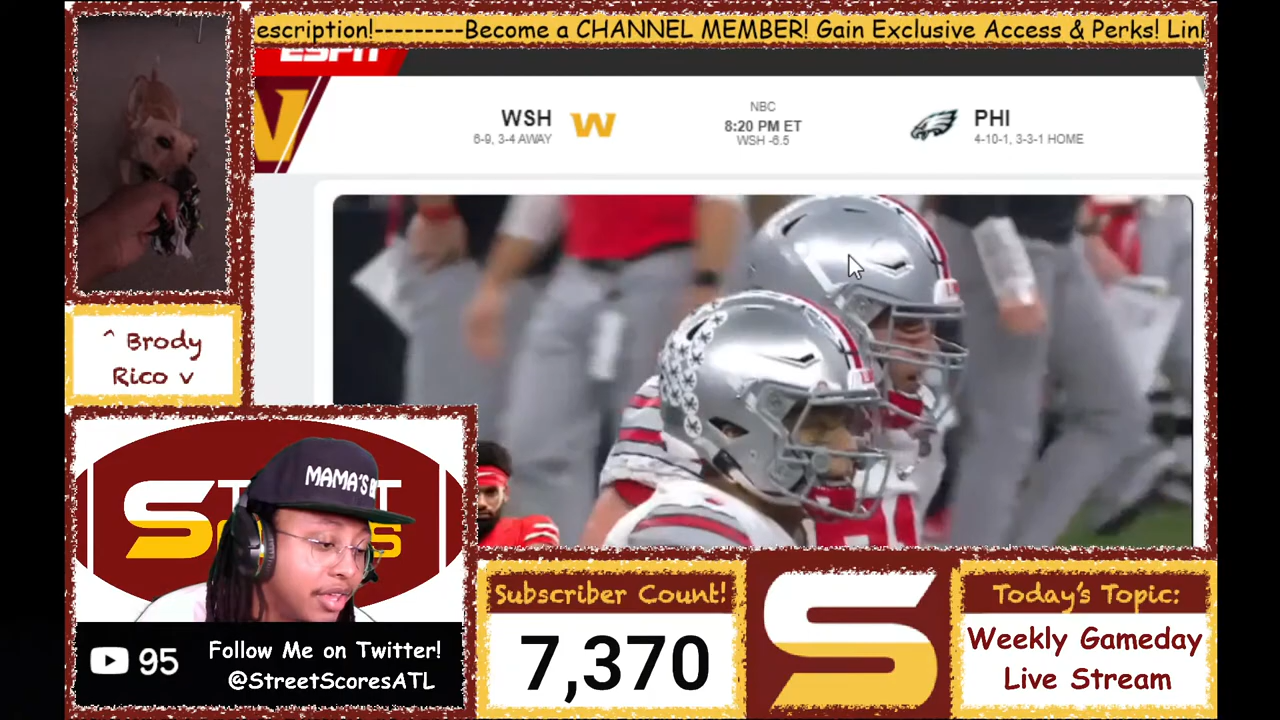 escription!---------Become a CHANNEL MEMBER! Gain Exclusive Access & Perks! Lin
ESPN
WSH
6-9, 3-4 AWAY
W
NBC
8:20 PM ET
WSH -6.5
PHI
4-10-1, 3-3-1 HOME
^ Brody
Rico v
MAMA'S
95
Follow Me on Twitter!
@StreetScoresATL
Subscriber Count!
7,370
S
Today's Topic:
Weekly Gameday
Live Stream